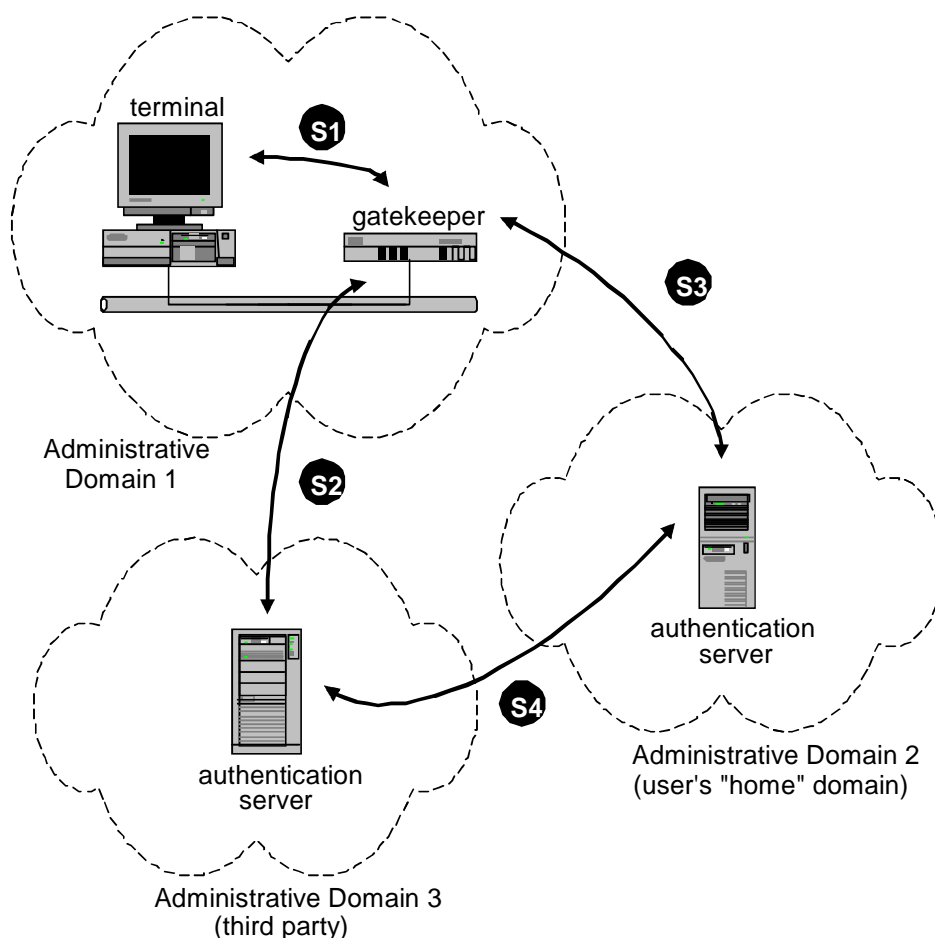 terminal
S1
gatekeeper
S3
Administrative
Domain 1
S2
authentication
server
S4
Administrative Domain 2
(user's "home" domain)
authentication
server
Administrative Domain 3
(third party)